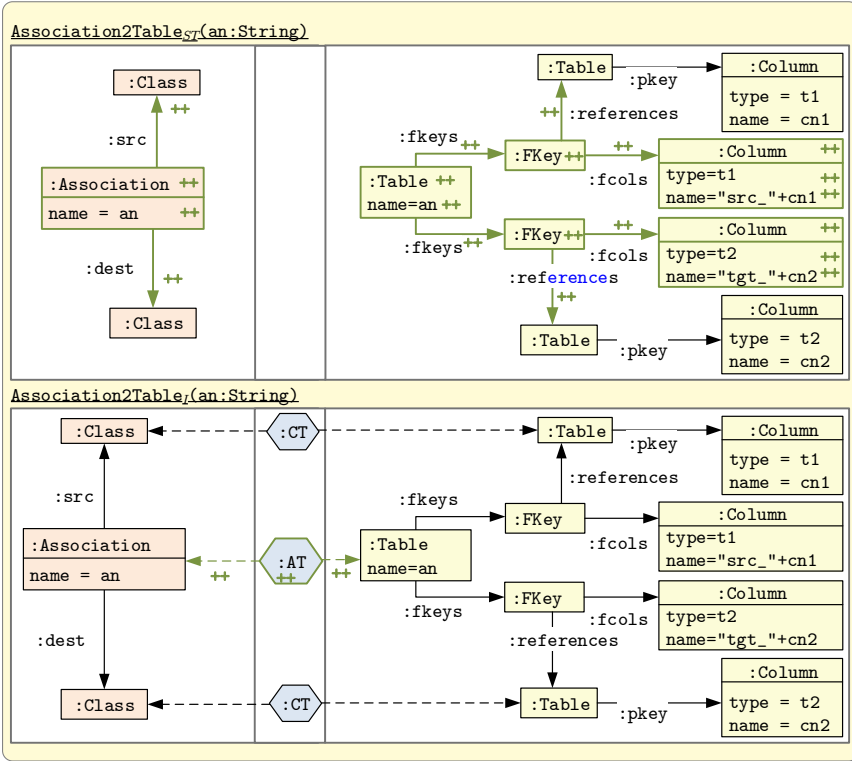 Association2Table_ST(an:String)
:Class
++
:src
:Association ++
name = an ++
:dest
++
:Class
:Table
:pkey
:Column
type = t1
name = cn1
++
:references
:fkeys
++
:FKey ++
++
:fcols
:Column ++
type=t1 ++
name="src_"+cn1 ++
:Table ++
name=an ++
:fkeys ++
:FKey ++
++
:fcols
:Column ++
type=t2 ++
name="tgt_"+cn2 ++
:references
++
:Table
:pkey
:Column
type = t2
name = cn2
Association2Table_I(an:String)
:Class
:CT
:Table
:pkey
:Column
type = t1
name = cn1
:src
:references
:fkeys
:FKey
:fcols
:Column
type=t1
name="src_"+cn1
:Association
name = an
++
:AT
++
++
:Table
name=an
:fkeys
:FKey
:fcols
:Column
type=t2
name="tgt_"+cn2
:dest
:references
:Class
:CT
:Table
:pkey
:Column
type = t2
name = cn2